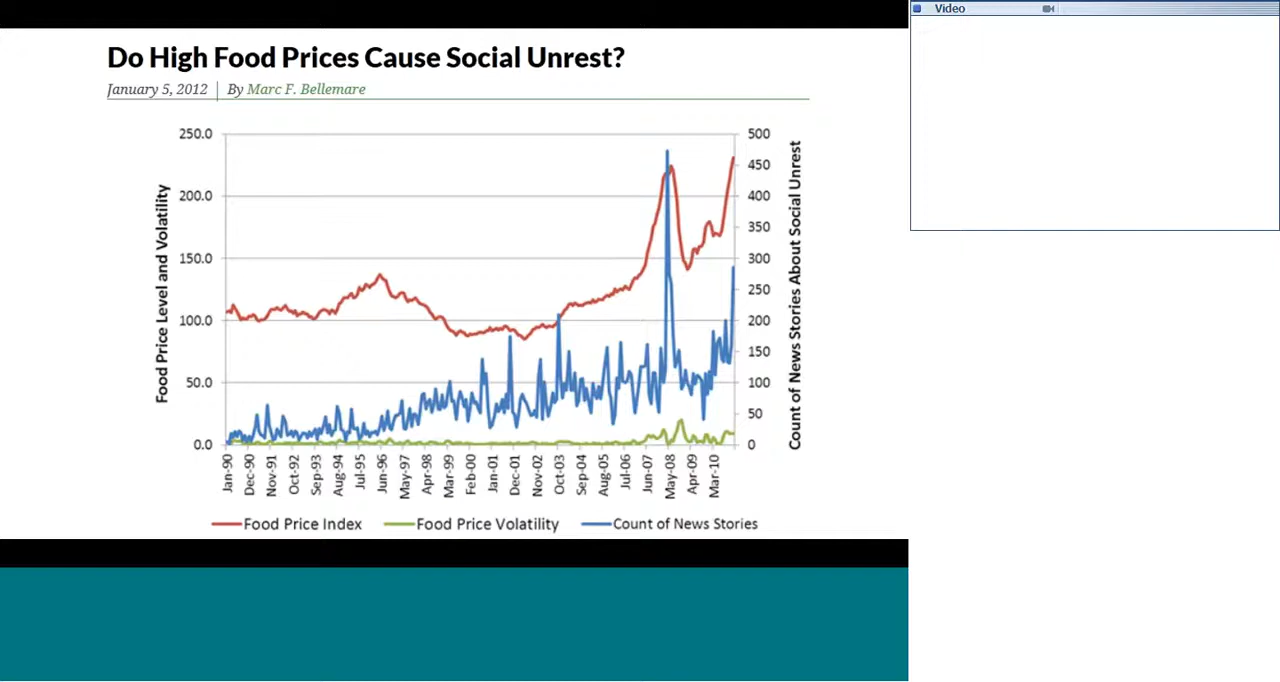 Video
Do High Food Prices Cause Social Unrest?
January 5, 2012 | By Marc F. Bellemare
250.0
200.0
150.0
100.0
50.0
0.0
Food Price Level and Volatility
500
450
400
350
300
250
200
150
100
50
0
Count of News Stories About Social Unrest
Jan-90
Dec-90
Nov-91
Oct-92
Sep-93
Aug-94
Jul-95
Jun-96
May-97
Apr-98
Mar-99
Feb-00
Jan-01
Dec-01
Nov-02
Oct-03
Sep-04
Aug-05
Jul-06
Jun-07
May-08
Apr-09
Mar-10
Food Price Index
Food Price Volatility
Count of News Stories